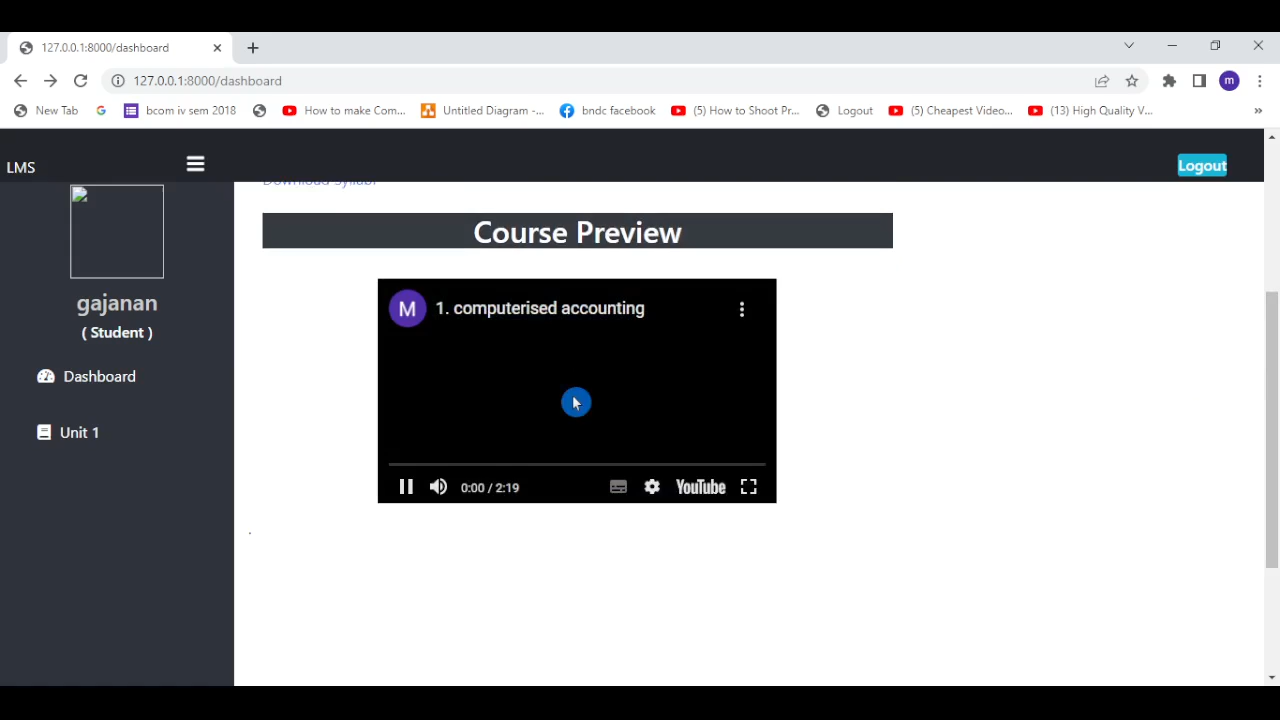 127.0.0.1:8000/dashboard
127.0.0.1:8000/dashboard
m
New Tab
bcom iv sem 2018
How to make Com...
Untitled Diagram -...
bndc facebook
(5) How to Shoot Pr...
Logout
(5) Cheapest Video...
(13) High Quality V...
»
LMS
Logout
gajanan
( Student )
Dashboard
Unit 1
Course Preview
M
1. computerised accounting
0:00 / 2:19
YouTube